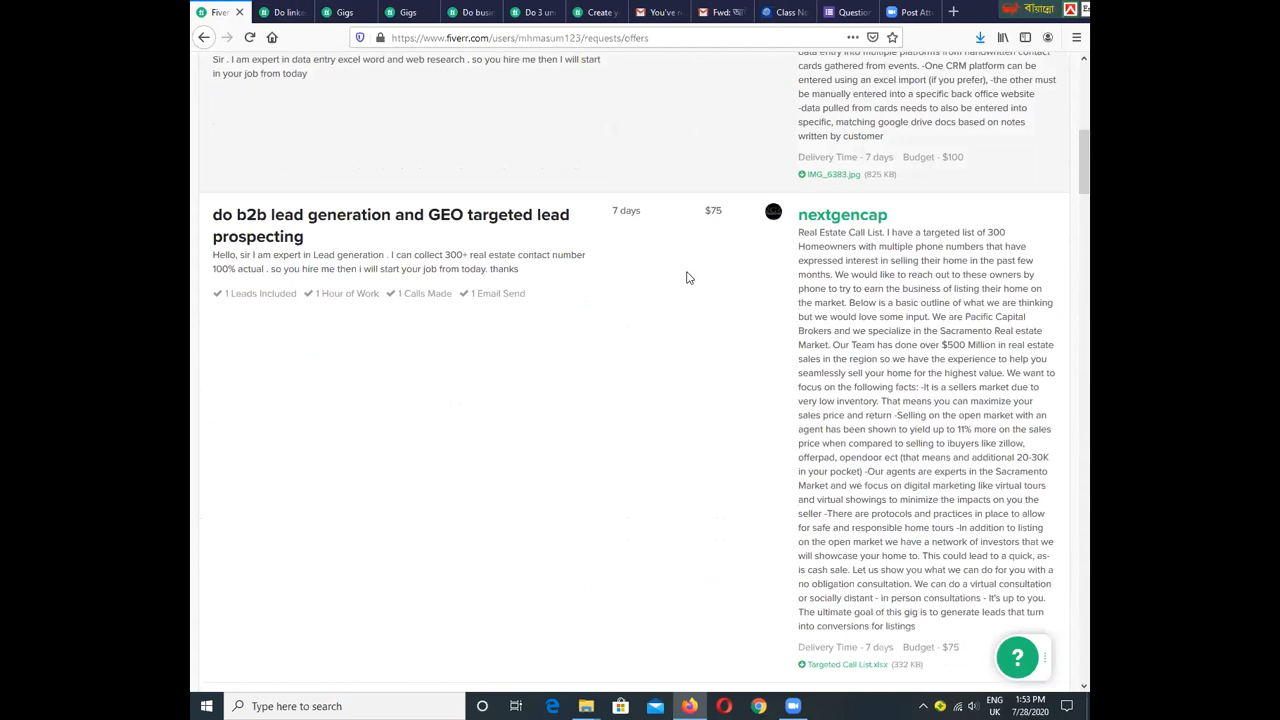 Fiverr
Do linke
Gigs
Gigs
Do busin
Do 3 um
Create y
You've r
Fwd: আ
Class No
Question
Post Att
বাঁয়ান্নো
https://www.fiverr.com/users/mhmasum123/requests/offers
Sir . I am expert in data entry excel word and web research . so you hire me then I will start
in your job from today
data entry into multiple platforms from handwritten contact
cards gathered from events. -One CRM platform can be
entered using an excel import (if you prefer), -the other must
be manually entered into a specific back office website
-data pulled from cards needs to also be entered into
specific, matching google drive docs based on notes
written by customer
Delivery Time - 7 days Budget - $100
IMG_6383.jpg (825 KB)
do b2b lead generation and GEO targeted lead
prospecting
Hello, sir I am expert in Lead generation . I can collect 300+ real estate contact number
100% actual . so you hire me then i will start your job from today. thanks
1 Leads Included 1 Hour of Work 1 Calls Made 1 Email Send
7 days
$75
nextgencap
Real Estate Call List. I have a targeted list of 300
Homeowners with multiple phone numbers that have
expressed interest in selling their home in the past few
months. We would like to reach out to these owners by
phone to try to earn the business of listing their home on
the market. Below is a basic outline of what we are thinking
but we would love some input. We are Pacific Capital
Brokers and we specialize in the Sacramento Real estate
Market. Our Team has done over $500 Million in real estate
sales in the region so we have the experience to help you
seamlessly sell your home for the highest value. We want to
focus on the following facts: -It is a sellers market due to
very low inventory. That means you can maximize your
sales price and return -Selling on the open market with an
agent has been shown to yield up to 11% more on the sales
price when compared to selling to ibuyers like zillow,
offerpad, opendoor ect (that means and additional 20-30K
in your pocket) -Our agents are experts in the Sacramento
Market and we focus on digital marketing like virtual tours
and virtual showings to minimize the impacts on you the
seller -There are protocols and practices in place to allow
for safe and responsible home tours -In addition to listing
on the open market we have a network of investors that we
will showcase your home to. This could lead to a quick, as-
is cash sale. Let us show you what we can do for you with a
no obligation consultation. We can do a virtual consultation
or socially distant - in person consultations - It's up to you.
The ultimate goal of this gig is to generate leads that turn
into conversions for listings
Delivery Time - 7 days Budget - $75
Targeted Call List.xlsx (332 KB)
?
Type here to search
ENG
UK
1:53 PM
7/28/2020